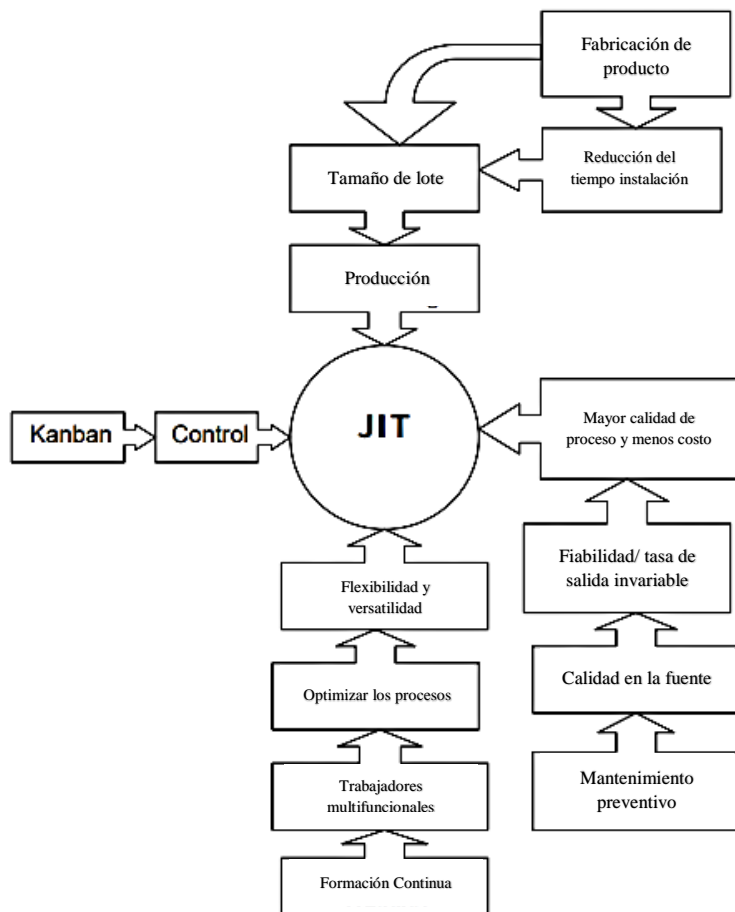 Fabricación de
producto
Reducción del
tiempo instalación
Tamaño de lote
Producción
JIT
Kanban
Control
Mayor calidad de
proceso y menos costo
Fiabilidad/ tasa de
salida invariable
Calidad en la fuente
Mantenimiento
preventivo
Flexibilidad y
versatilidad
Optimizar los procesos
Trabajadores
multifuncionales
Formación Continua